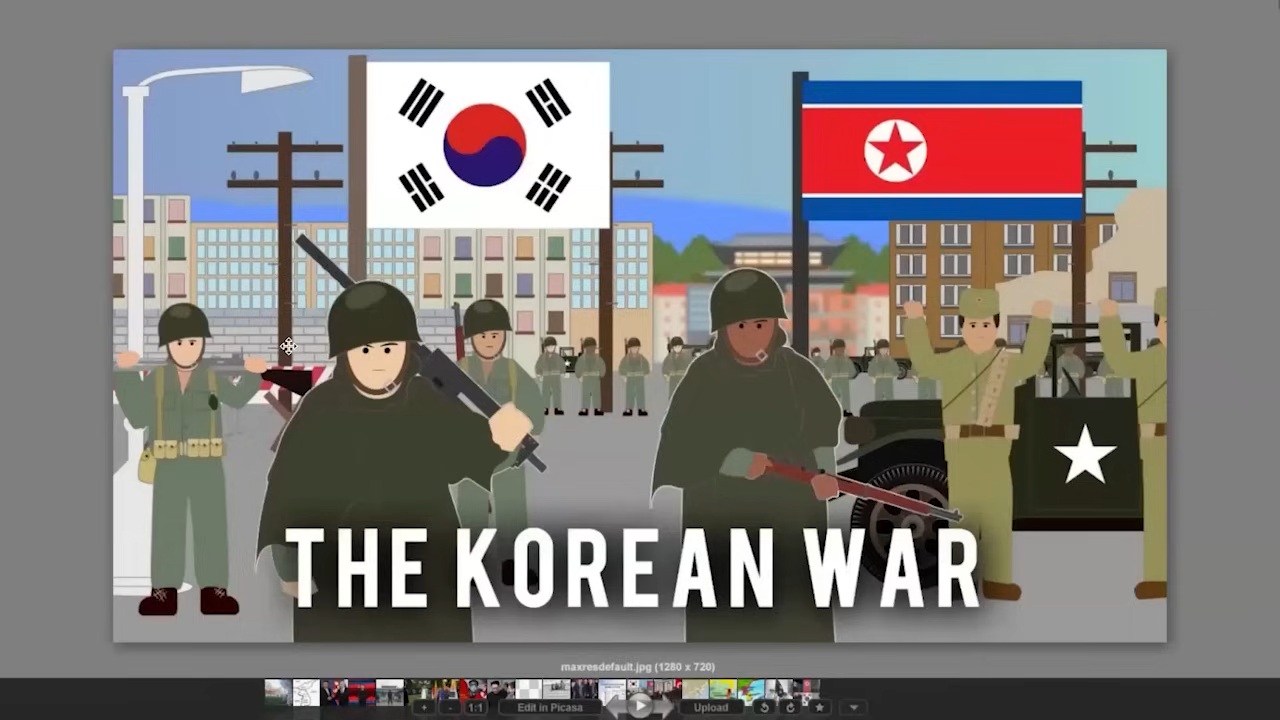 THE KOREAN WAR
maxresdefault.jpg (1280 x 720)
+ - 1:1 Edit in Picasa Upload